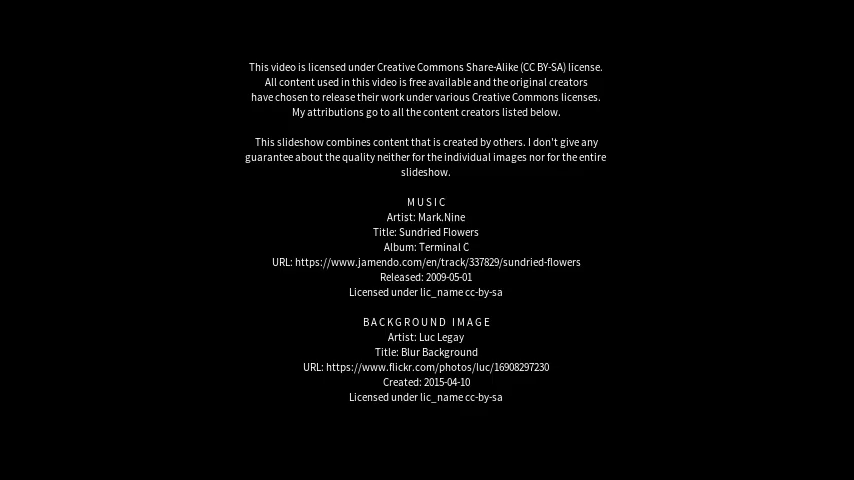 This video is licensed under Creative Commons Share-Alike (CC BY-SA) license.
All content used in this video is free available and the original creators
have chosen to release their work under various Creative Commons licenses.
My attributions go to all the content creators listed below.
This slideshow combines content that is created by others. I don't give any
guarantee about the quality neither for the individual images nor for the entire
slideshow.
MUSIC
Artist: Mark.Nine
Title: Sundried Flowers
Album: Terminal C
URL: https://www.jamendo.com/en/track/337829/sundried-flowers
Released: 2009-05-01
Licensed under lic_name cc-by-sa
BACKGROUND IMAGE
Artist: Luc Legay
Title: Blur Background
URL: https://www.flickr.com/photos/luc/16908297230
Created: 2015-04-10
Licensed under lic_name cc-by-sa